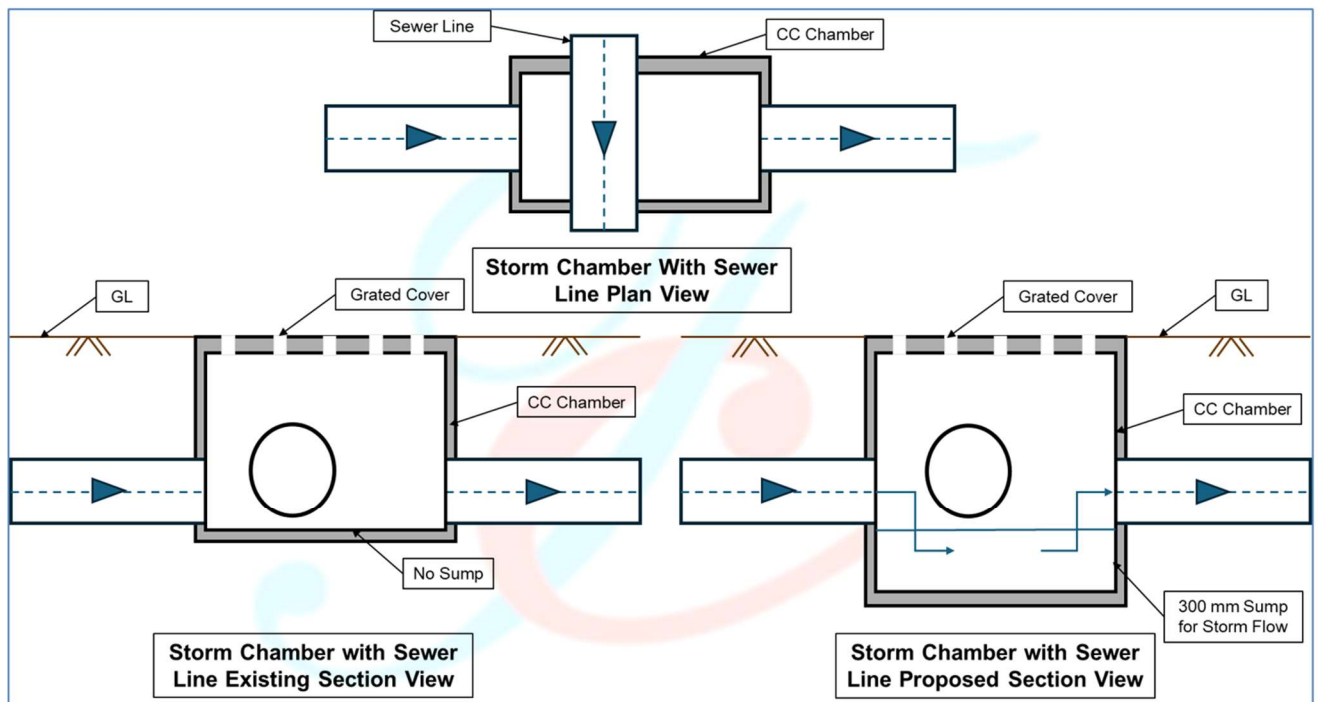 Sewer Line
CC Chamber
Storm Chamber With Sewer
Line Plan View
GL
Grated Cover
CC Chamber
No Sump
Storm Chamber with Sewer
Line Existing Section View
Grated Cover
GL
CC Chamber
300 mm Sump
for Storm Flow
Storm Chamber with Sewer
Line Proposed Section View